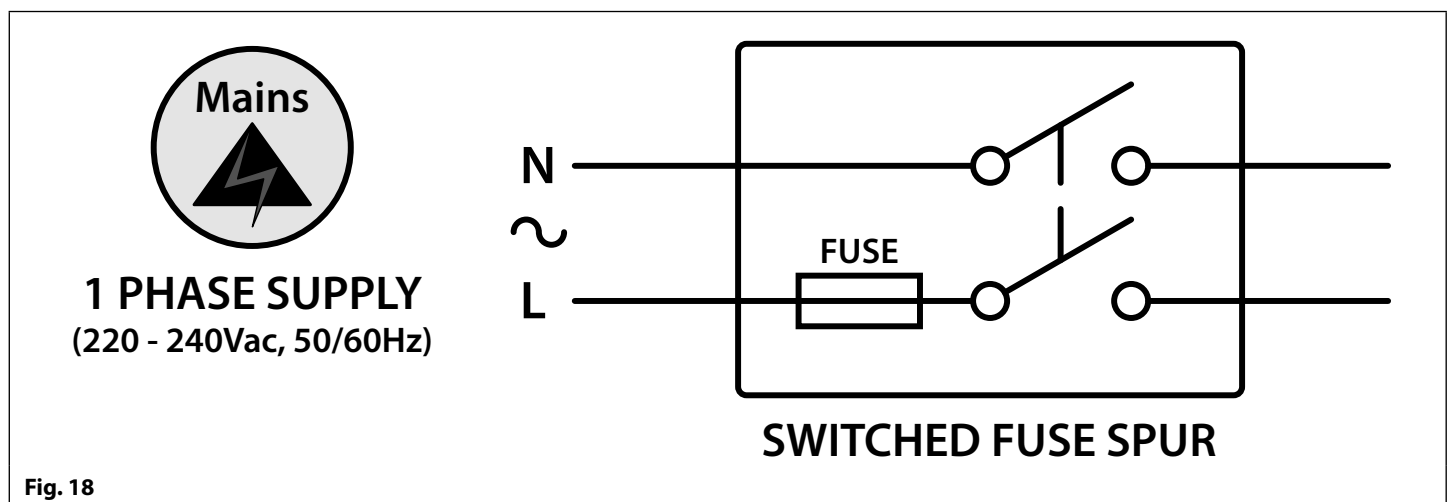 Mains
1 PHASE SUPPLY
(220 - 240Vac, 50/60Hz)
N
L
FUSE
SWITCHED FUSE SPUR
Fig. 18